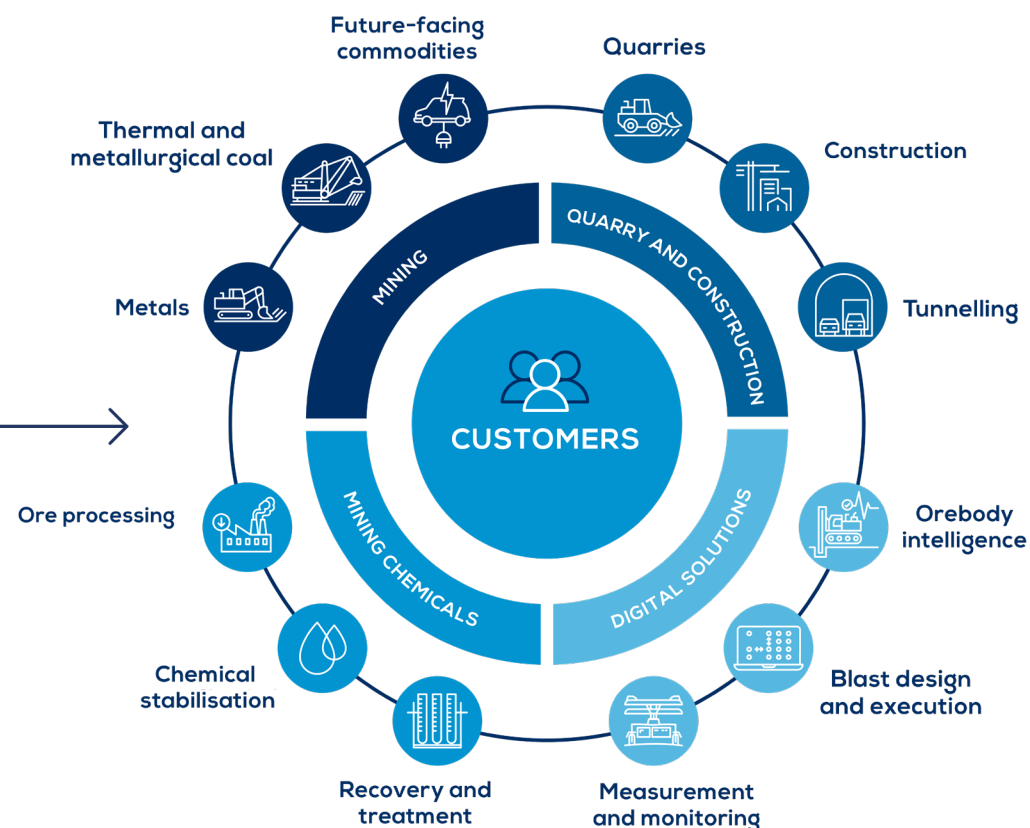 Future-facing
commodities
Quarries
Thermal and
metallurgical coal
Construction
Metals
Tunnelling
MINING
QUARRY AND CONSTRUCTION
CUSTOMERS
MINING CHEMICALS
DIGITAL SOLUTIONS
Ore processing
Orebody
intelligence
Chemical
stabilisation
Blast design
and execution
Recovery and
treatment
Measurement
and monitoring